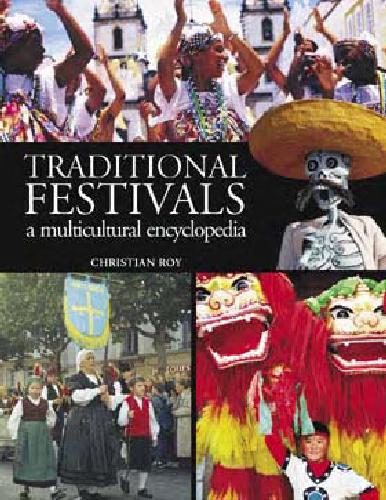 TRADITIONAL
FESTIVALS
a multicultural encyclopedia
CHRISTIAN ROY